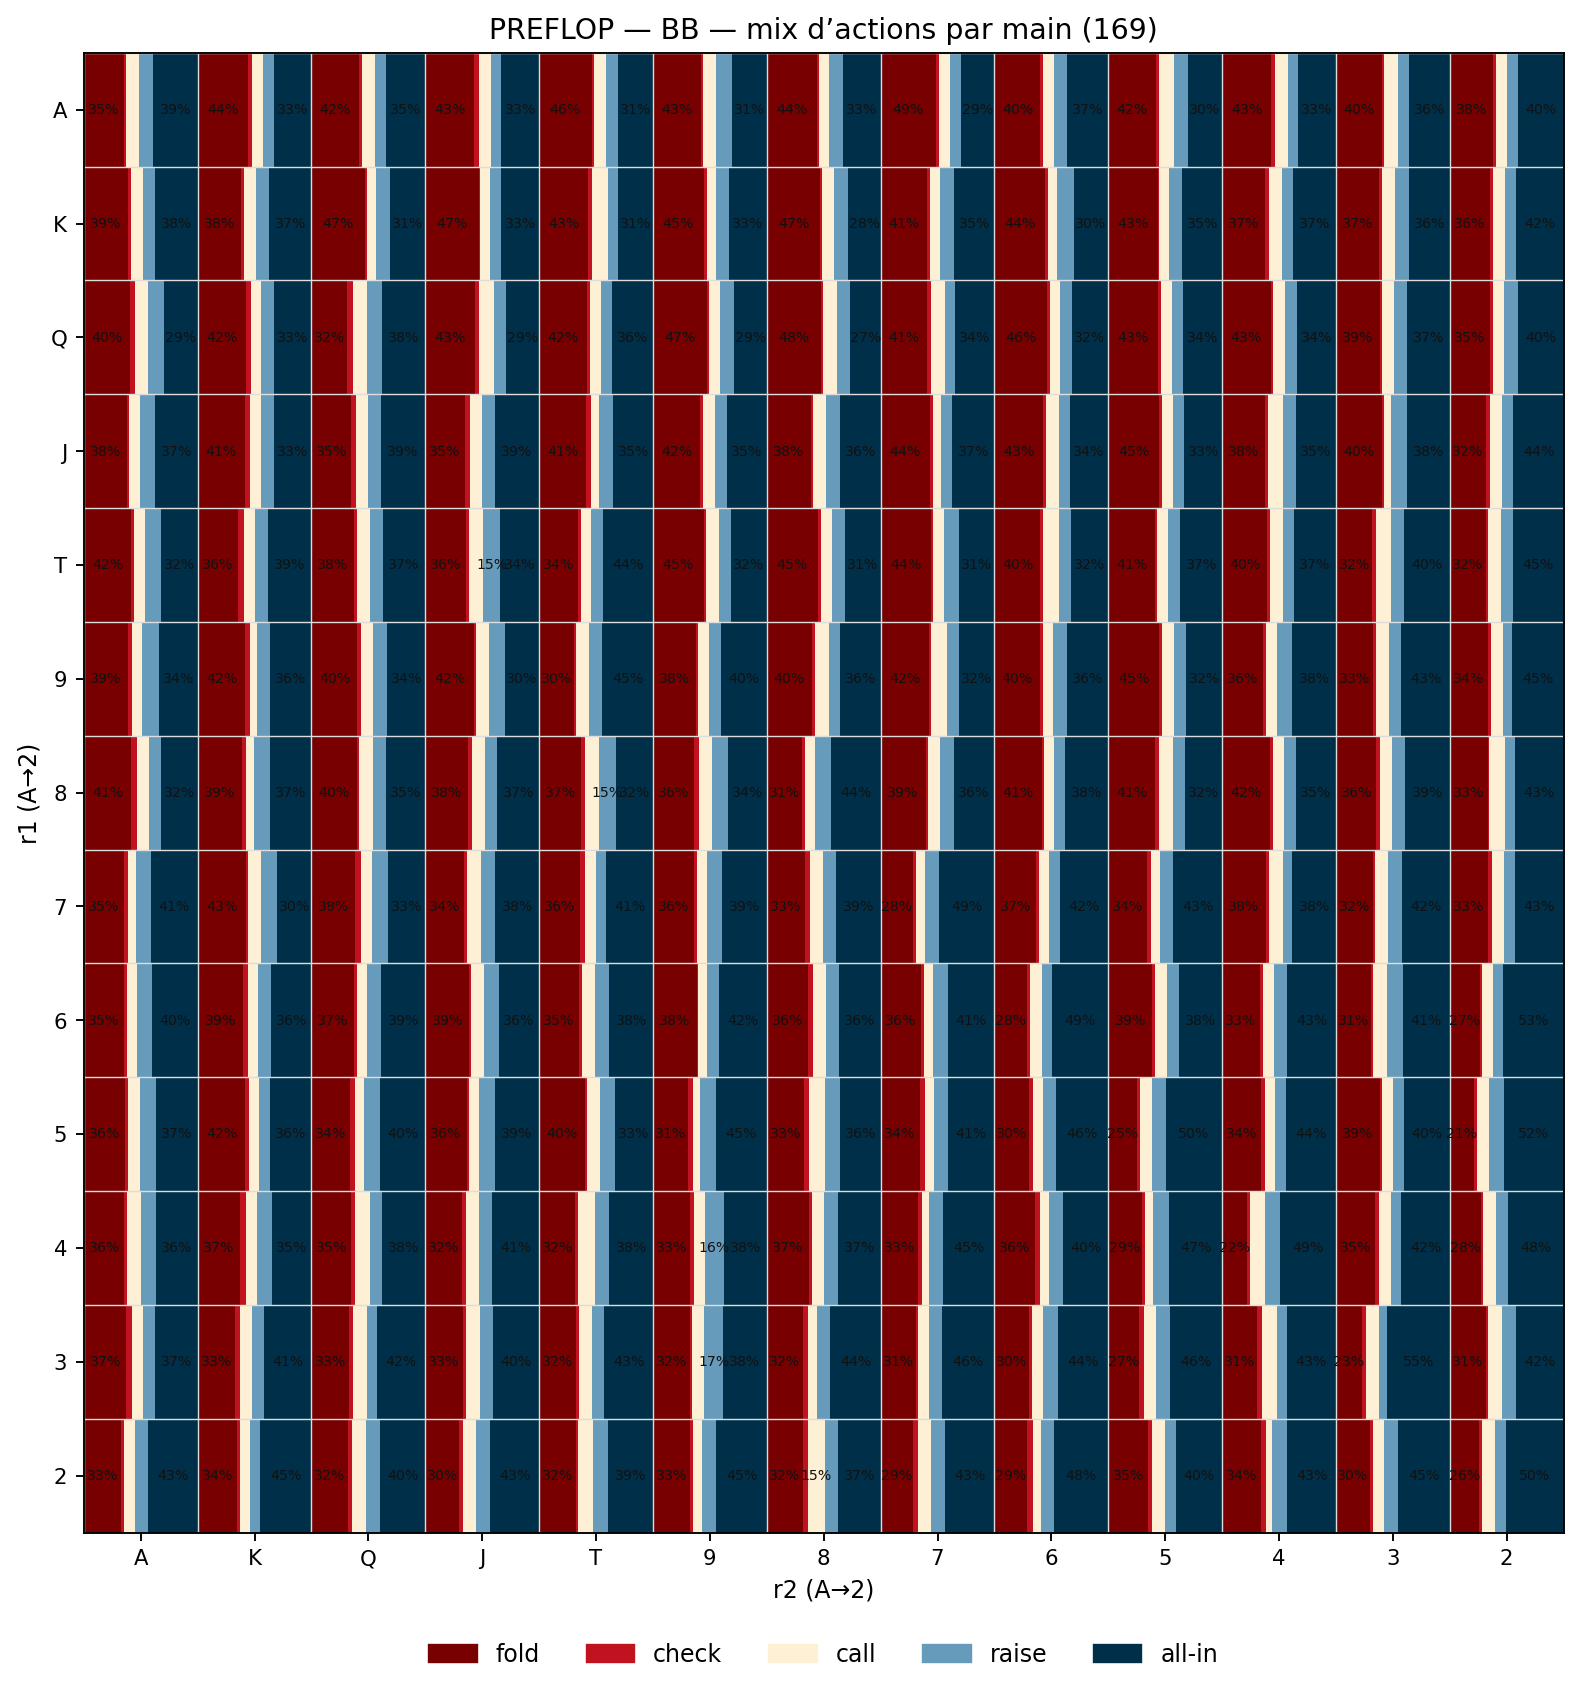 PREFLOP — BB — mix d’actions par main (169)
A 35% 39% 44% 33% 42% 35% 43% 33% 46% 31% 43% 31% 44% 33% 49% 29% 40% 37% 42% 30% 43% 33% 40% 36% 38% 40%
K 39% 38% 38% 37% 47% 31% 47% 33% 43% 31% 45% 33% 47% 28% 41% 35% 44% 30% 43% 35% 37% 37% 37% 36% 36% 42%
Q 40% 29% 42% 33% 32% 38% 43% 29% 42% 36% 47% 29% 48% 27% 41% 34% 46% 32% 43% 34% 43% 34% 39% 37% 35% 40%
J 38% 37% 41% 33% 35% 39% 35% 39% 41% 35% 42% 35% 38% 36% 44% 37% 43% 34% 45% 33% 38% 35% 40% 38% 32% 44%
T 42% 32% 36% 39% 38% 37% 36% 15% 34% 34% 44% 45% 32% 45% 31% 44% 31% 40% 32% 41% 37% 40% 37% 32% 40% 32% 45%
9 39% 34% 42% 36% 40% 34% 42% 30% 30% 45% 38% 40% 40% 36% 42% 32% 40% 36% 45% 32% 36% 38% 33% 43% 34% 45%
8 41% 32% 39% 37% 40% 35% 38% 37% 37% 15% 32% 36% 34% 31% 44% 39% 36% 41% 38% 41% 32% 42% 35% 36% 39% 33% 43%
7 35% 41% 43% 30% 39% 33% 34% 38% 36% 41% 36% 39% 33% 39% 28% 49% 37% 42% 34% 43% 38% 38% 32% 42% 33% 43%
6 35% 40% 39% 36% 37% 39% 39% 36% 35% 38% 38% 42% 36% 36% 36% 41% 28% 49% 39% 38% 33% 43% 31% 41% 27% 53%
5 36% 37% 42% 36% 34% 40% 36% 39% 40% 33% 31% 45% 33% 36% 34% 41% 30% 46% 25% 50% 34% 44% 39% 40% 21% 52%
4 36% 36% 37% 35% 35% 38% 32% 41% 32% 38% 33% 16% 38% 37% 37% 33% 45% 36% 40% 29% 47% 22% 49% 35% 42% 28% 48%
3 37% 37% 33% 41% 33% 42% 33% 40% 32% 43% 32% 17% 38% 32% 44% 31% 46% 30% 44% 27% 46% 31% 43% 23% 55% 31% 42%
2 33% 43% 34% 45% 32% 40% 30% 43% 32% 39% 33% 45% 32% 15% 37% 29% 43% 29% 48% 35% 40% 34% 43% 30% 45% 26% 50%
r1 (A→2)
A K Q J T 9 8 7 6 5 4 3 2
r2 (A→2)
fold check call raise all-in